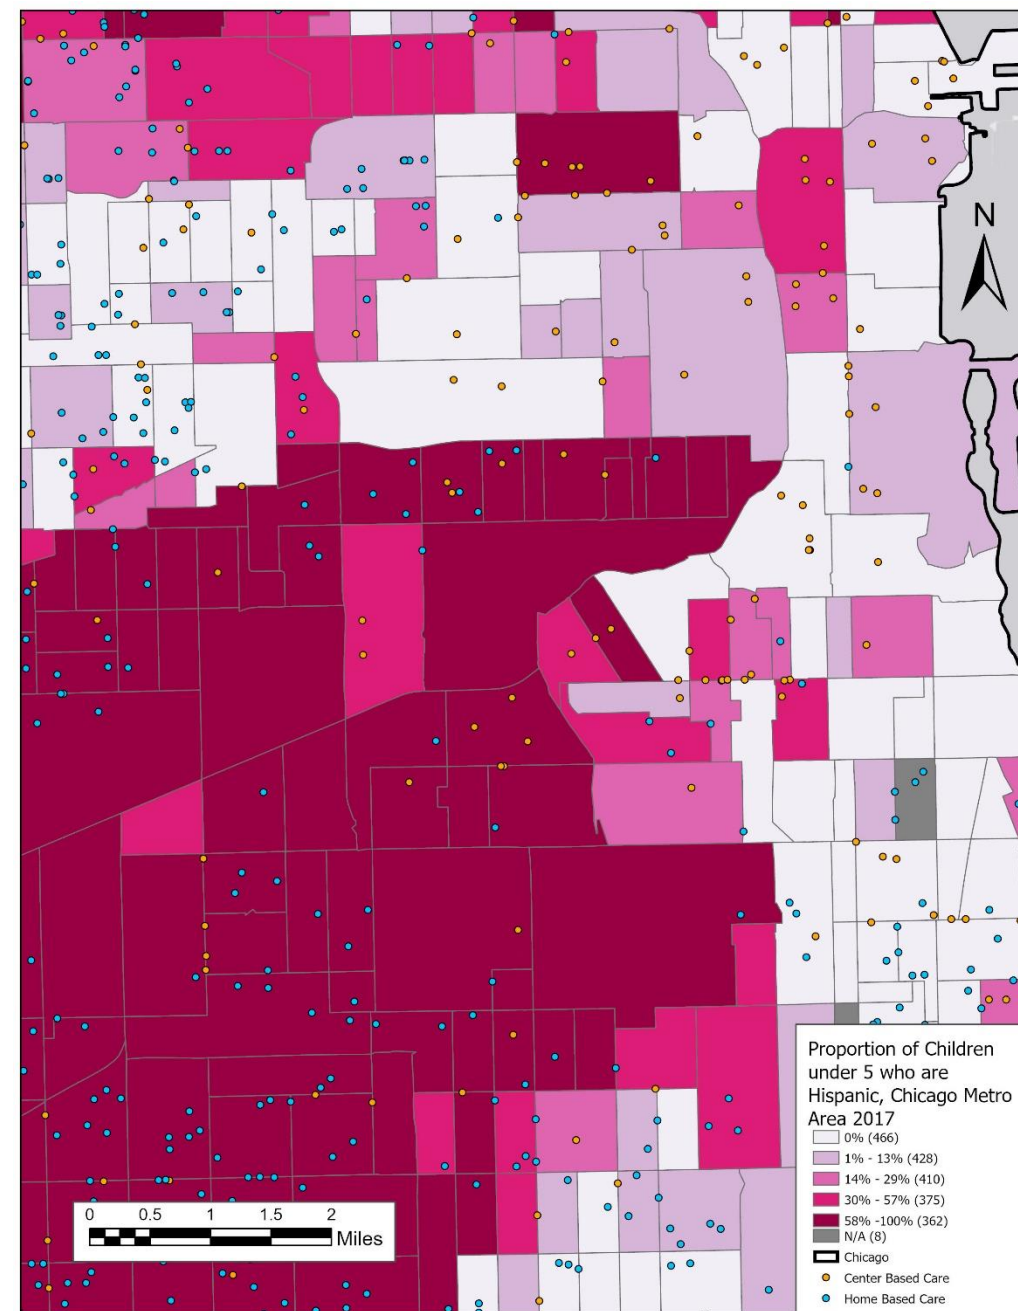 N
Proportion of Children
under 5 who are
Hispanic, Chicago Metro
Area 2017
0% (466)
1% - 13% (428)
14% - 29% (410)
30% - 57% (375)
58% -100% (362)
N/A (8)
Chicago
Center Based Care
Home Based Care
0 0.5 1 1.5 2
Miles